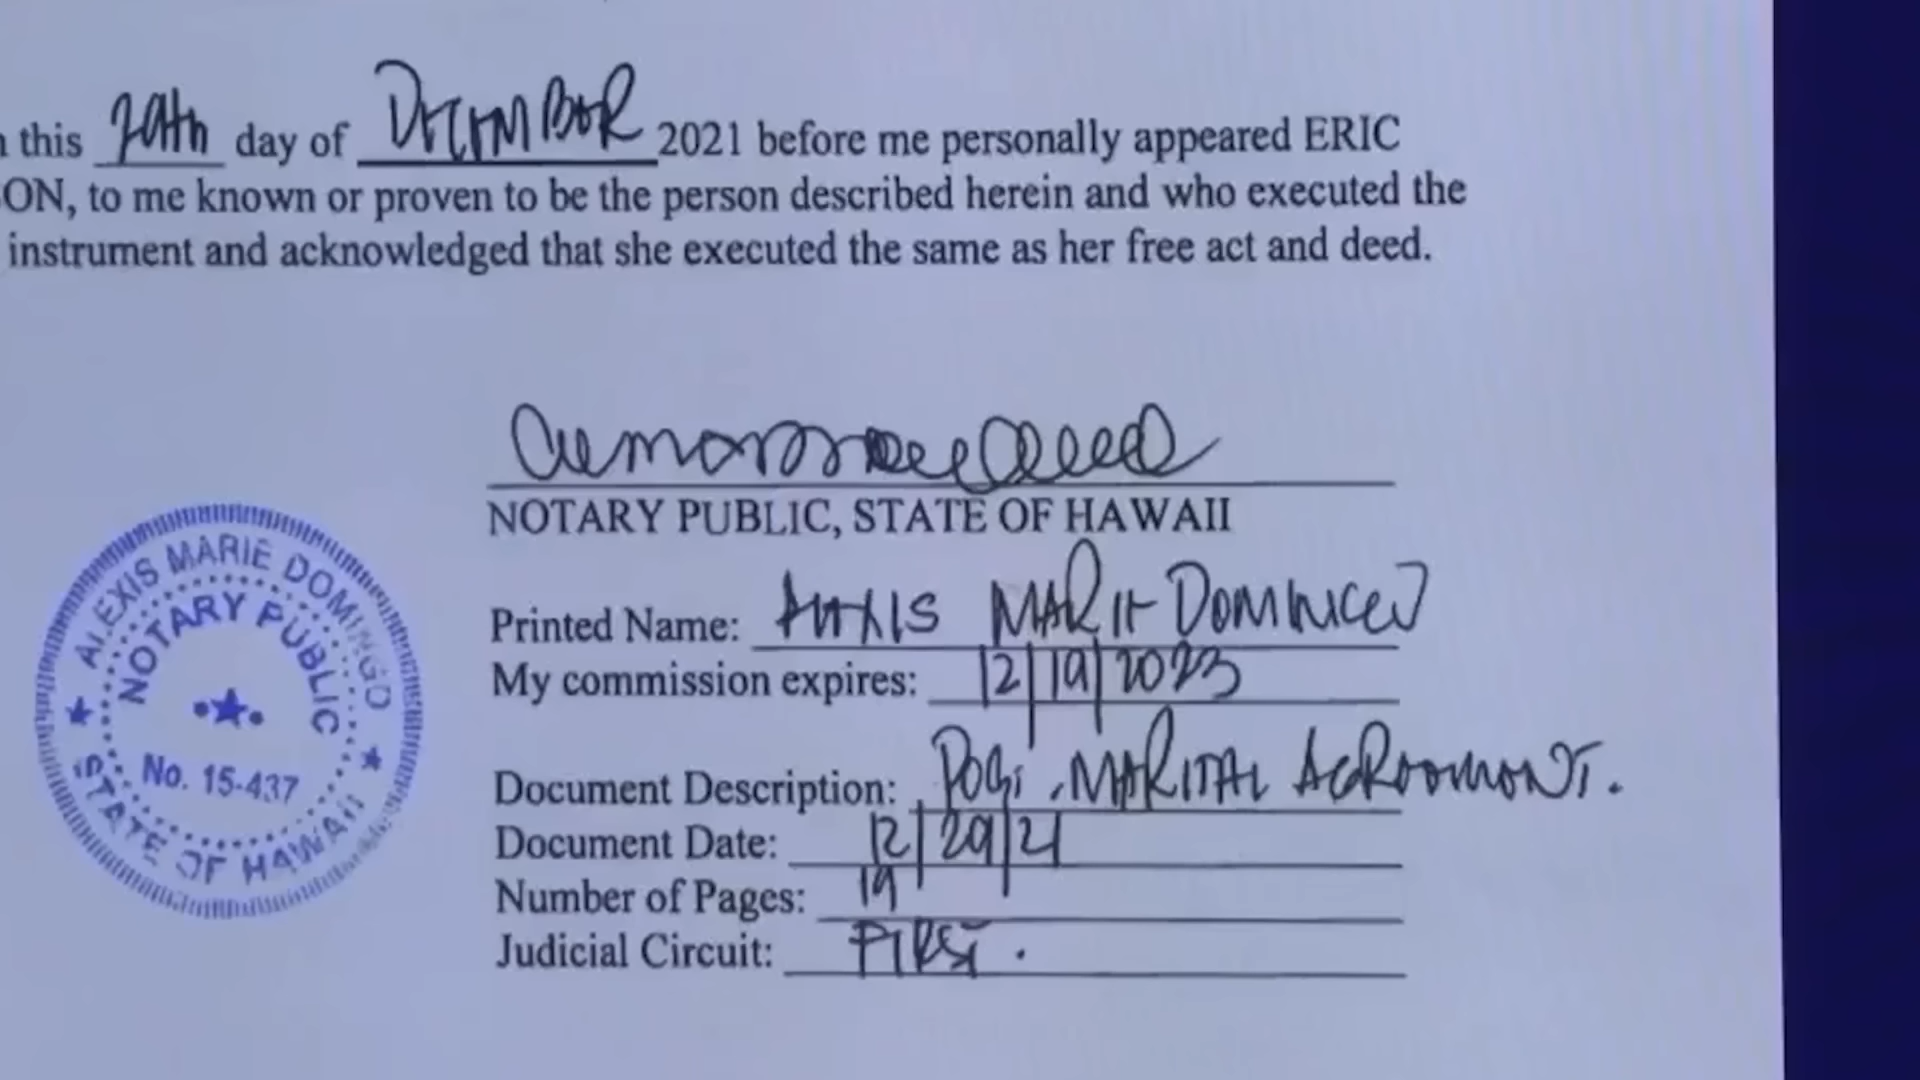 this 29th day of DECEMBER 2021 before me personally appeared ERIC
ON, to me known or proven to be the person described herein and who executed the
instrument and acknowledged that she executed the same as her free act and deed.
NOTARY PUBLIC, STATE OF HAWAII
ALEXIS MARIE DOMINGO
NOTARY PUBLIC
No. 15-437
STATE OF HAWAII
Printed Name: ALEXIS MARIE DOMINGO
My commission expires: 12/19/2023
Document Description: MARITAL AGREEMENT.
Document Date: 12/29/21
Number of Pages: 19
Judicial Circuit: FIRST.